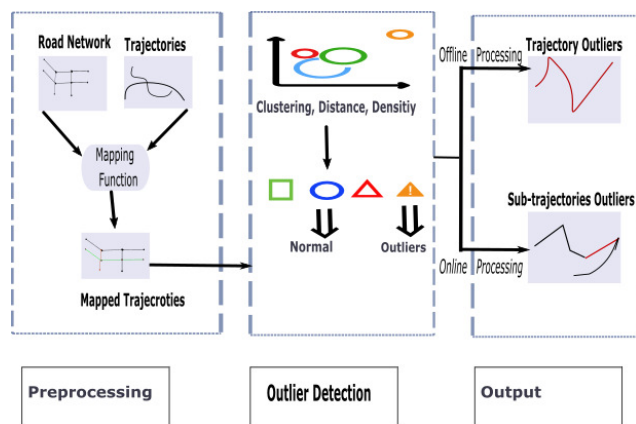 Road Network
Trajectories
Mapping
Function
Mapped Trajecroties
Clustering, Distance, Densitiy
Normal
Outliers
Offline Processing
Trajectory Outliers
Sub-trajectories Outliers
Online Processing
Preprocessing
Outlier Detection
Output